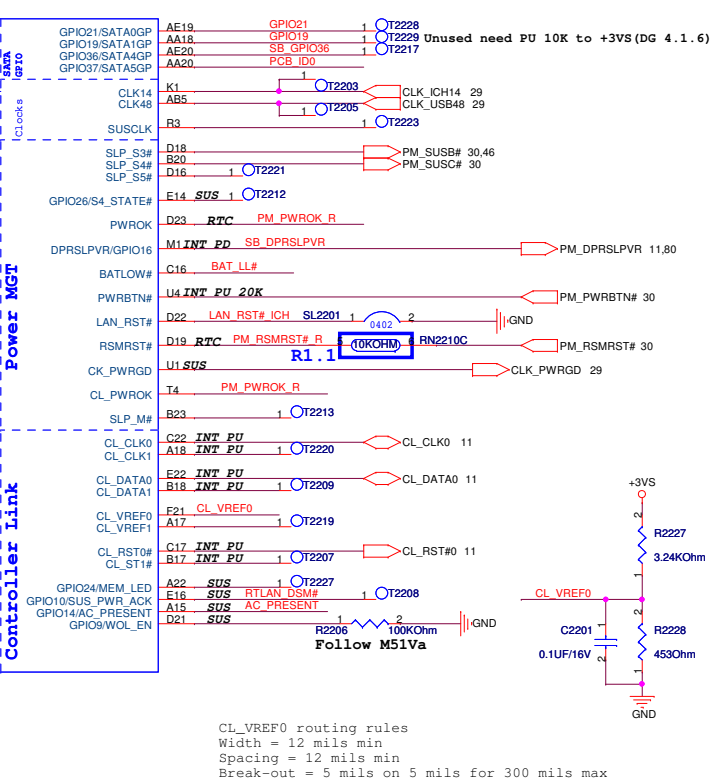 GPIO21/SATA0GP AE19 GPIO21 1 T2228
GPIO19/SATA1GP AA18 GPIO19 1 T2229 Unused need PU 10K to +3VS(DG 4.1.6)
GPIO36/SATA4GP AE20 SB_GPIO36 1 T2217
GPIO37/SATA5GP AA20 PCB_ID0
SATA
GPIO
1 T2203
CLK14 K1 CLK_ICH14 29
CLK48 AB5 CLK_USB48 29
1 T2205
SUSCLK R3 1 T2223
Clocks
SLP_S3# D18 PM_SUSB# 30,46
SLP_S4# B20 PM_SUSC# 30
SLP_S5# D16 1 T2221
GPIO26/S4_STATE# E14 SUS 1 T2212
PWROK D23 RTC PM_PWROK_R
DPRSLPVR/GPIO16 M1 INT PD SB_DPRSLPVR PM_DPRSLPVR 11,80
BATLOW# C16 BAT_LL#
PWRBTN# U4 INT PU 20K PM_PWRBTN# 30
LAN_RST# D22 LAN_RST#_ICH SL2201 1 0402 2 GND
RSMRST# D19 RTC PM_RSMRST#_R 5 10KOHM 6 RN2210C PM_RSMRST# 30
R1.1
CK_PWRGD U1 SUS CLK_PWRGD 29
CL_PWROK T4 PM_PWROK_R
SLP_M# B23 1 T2213
Power MGT
CL_CLK0 C22 INT PU CL_CLK0 11
CL_CLK1 A18 INT PU 1 T2220
CL_DATA0 E22 INT PU CL_DATA0 11
CL_DATA1 B18 INT PU 1 T2209
CL_VREF0 F21 CL_VREF0
CL_VREF1 A17 1 T2219
CL_RST0# C17 INT PU CL_RST#0 11
CL_ST1# B17 INT PU 1 T2207
GPIO24/MEM_LED A22 SUS 1 T2227
GPIO10/SUS_PWR_ACK E16 SUS RTLAN_DSM# 1 T2208
GPIO14/AC_PRESENT A15 SUS AC_PRESENT
GPIO9/WOL_EN D21 SUS 1 2 GND
R2206 100KOhm
Follow M51Va
Controller Link
+3VS
2
R2227
3.24KOhm
1
CL_VREF0
1 2
C2201 R2228
0.1UF/16V 453Ohm
2 1
GND
CL_VREF0 routing rules
Width = 12 mils min
Spacing = 12 mils min
Break-out = 5 mils on 5 mils for 300 mils max